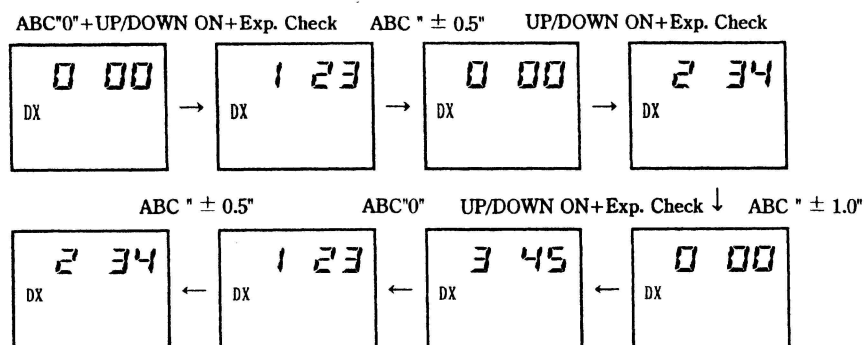 ABC"0"+UP/DOWN ON+Exp. Check ABC " ± 0.5" UP/DOWN ON+Exp. Check
0 00 → 1 23 → 0 00 → 2 34
DX DX DX DX
ABC " ± 0.5" ABC"0" UP/DOWN ON+Exp. Check ↓ ABC " ± 1.0"
2 34 ← 1 23 ← 3 45 ← 0 00
DX DX DX DX